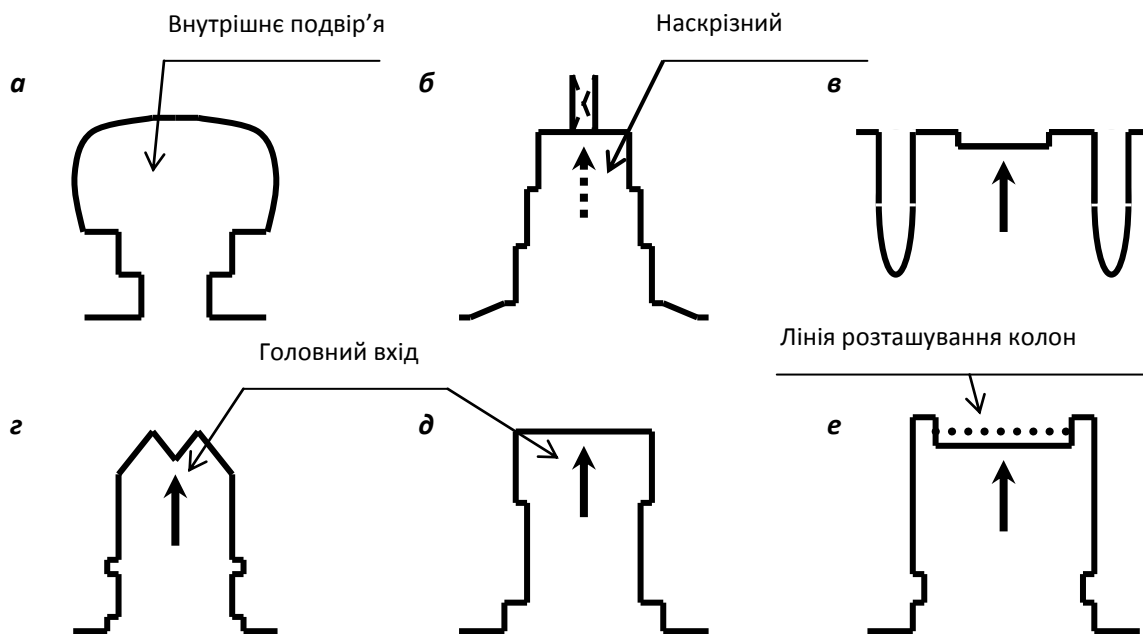 Внутрішнє подвір’я
Наскрізний
а
б
в
Головний вхід
Лінія розташування колон
г
д
е